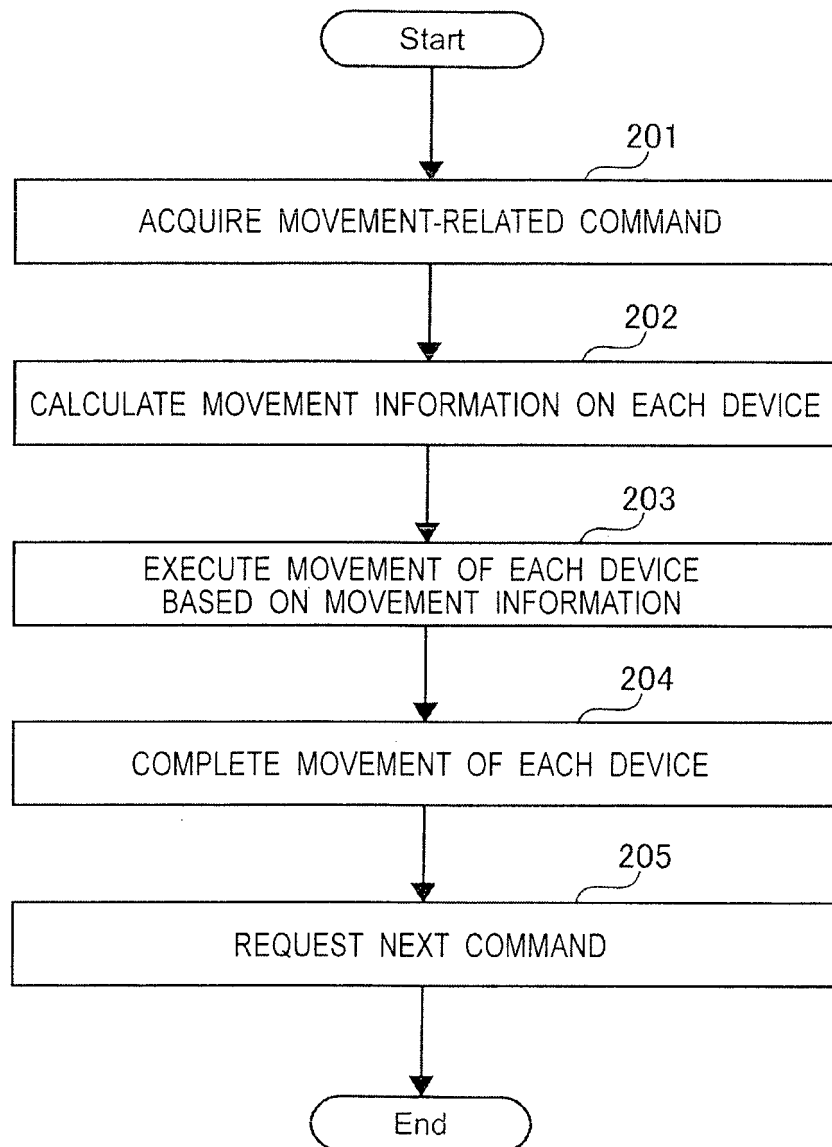 Start
201
ACQUIRE MOVEMENT-RELATED COMMAND
202
CALCULATE MOVEMENT INFORMATION ON EACH DEVICE
203
EXECUTE MOVEMENT OF EACH DEVICE
BASED ON MOVEMENT INFORMATION
204
COMPLETE MOVEMENT OF EACH DEVICE
205
REQUEST NEXT COMMAND
End